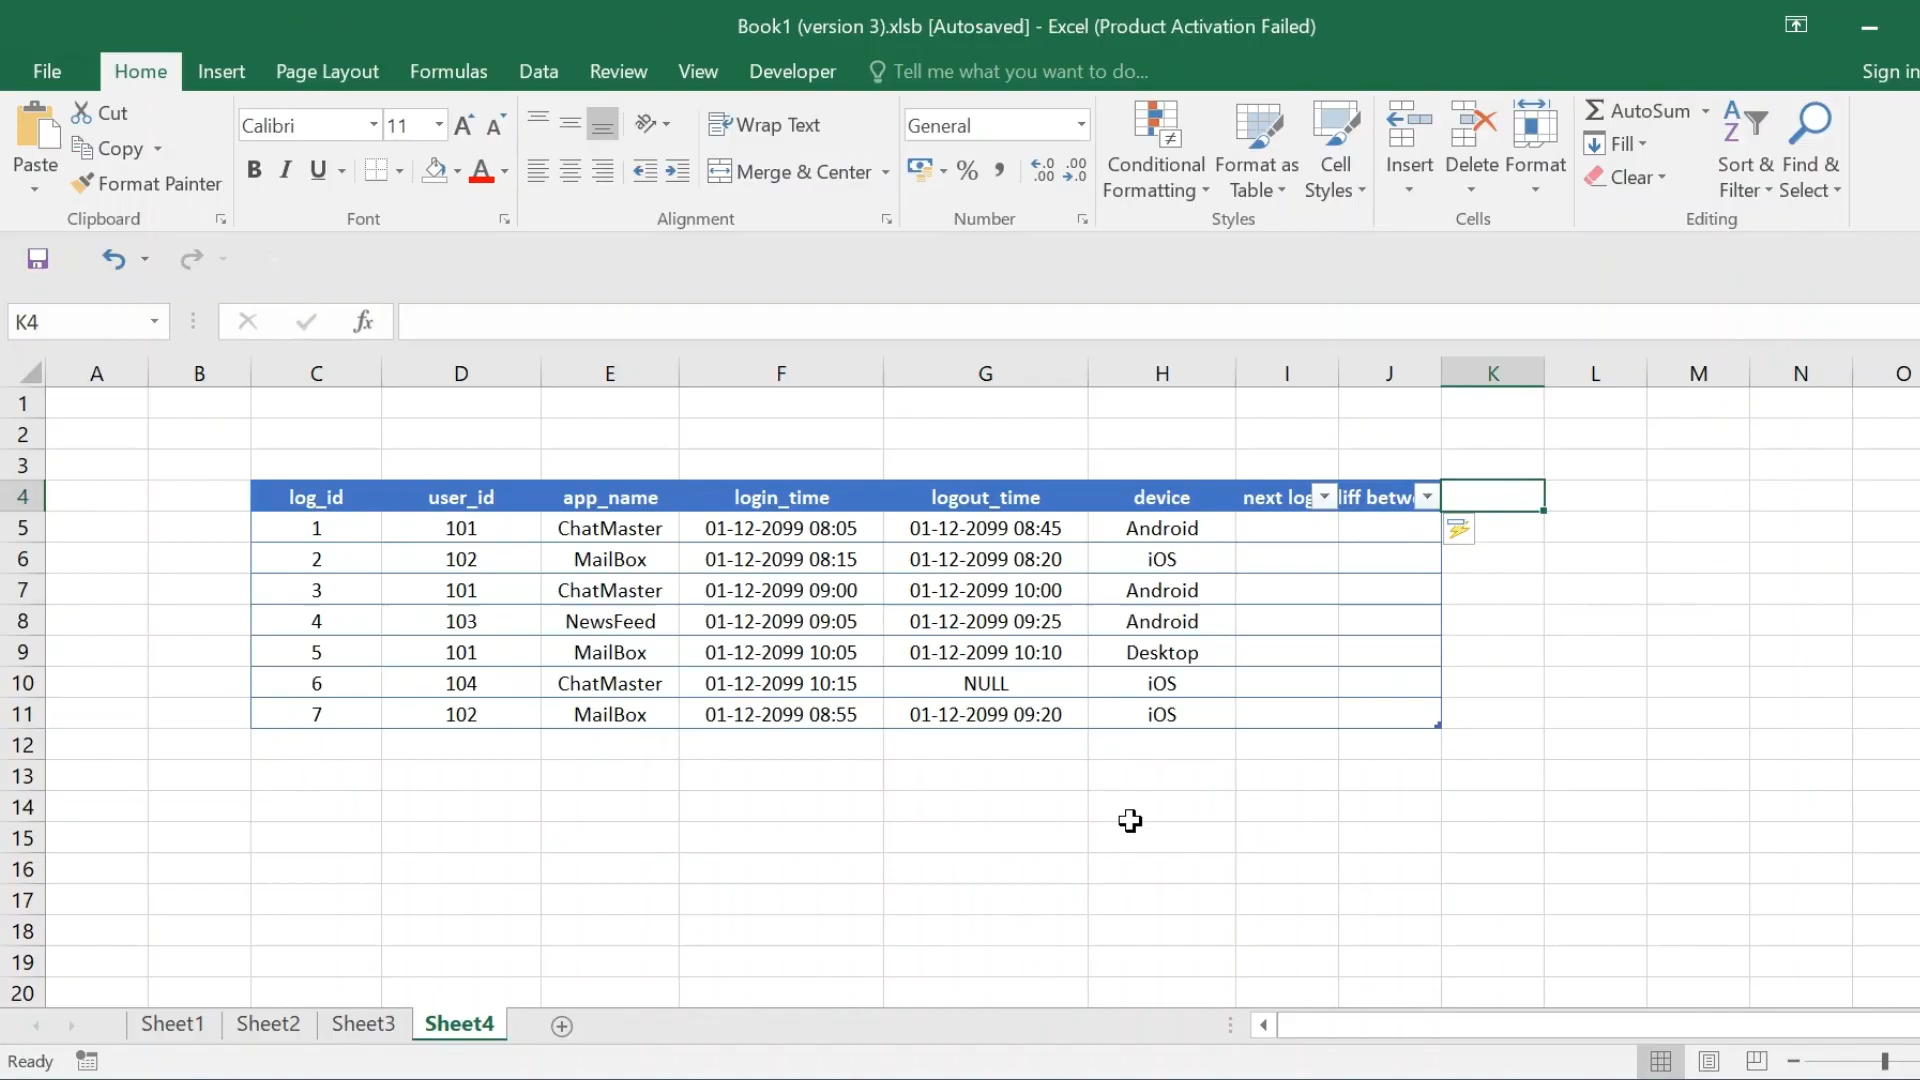 Book1 (version 3).xlsb [Autosaved] - Excel (Product Activation Failed)
File Home Insert Page Layout Formulas Data Review View Developer Tell me what you want to do... Sign in
Paste
Cut
Copy
Format Painter
Clipboard
Calibri 11
B I U
Font
Wrap Text
Merge & Center
Alignment
General
Number
Conditional Formatting
Format as Table
Cell Styles
Styles
Insert Delete Format
Cells
AutoSum
Fill
Clear
Sort & Filter
Find & Select
Editing
K4
fx
A B C D E F G H I J K L M N O
1
2
3
4 log_id user_id app_name login_time logout_time device next log liff betw
5 1 101 ChatMaster 01-12-2099 08:05 01-12-2099 08:45 Android
6 2 102 MailBox 01-12-2099 08:15 01-12-2099 08:20 iOS
7 3 101 ChatMaster 01-12-2099 09:00 01-12-2099 10:00 Android
8 4 103 NewsFeed 01-12-2099 09:05 01-12-2099 09:25 Android
9 5 101 MailBox 01-12-2099 10:05 01-12-2099 10:10 Desktop
10 6 104 ChatMaster 01-12-2099 10:15 NULL iOS
11 7 102 MailBox 01-12-2099 08:55 01-12-2099 09:20 iOS
12
13
14
15
16
17
18
19
20
Sheet1 Sheet2 Sheet3 Sheet4
Ready